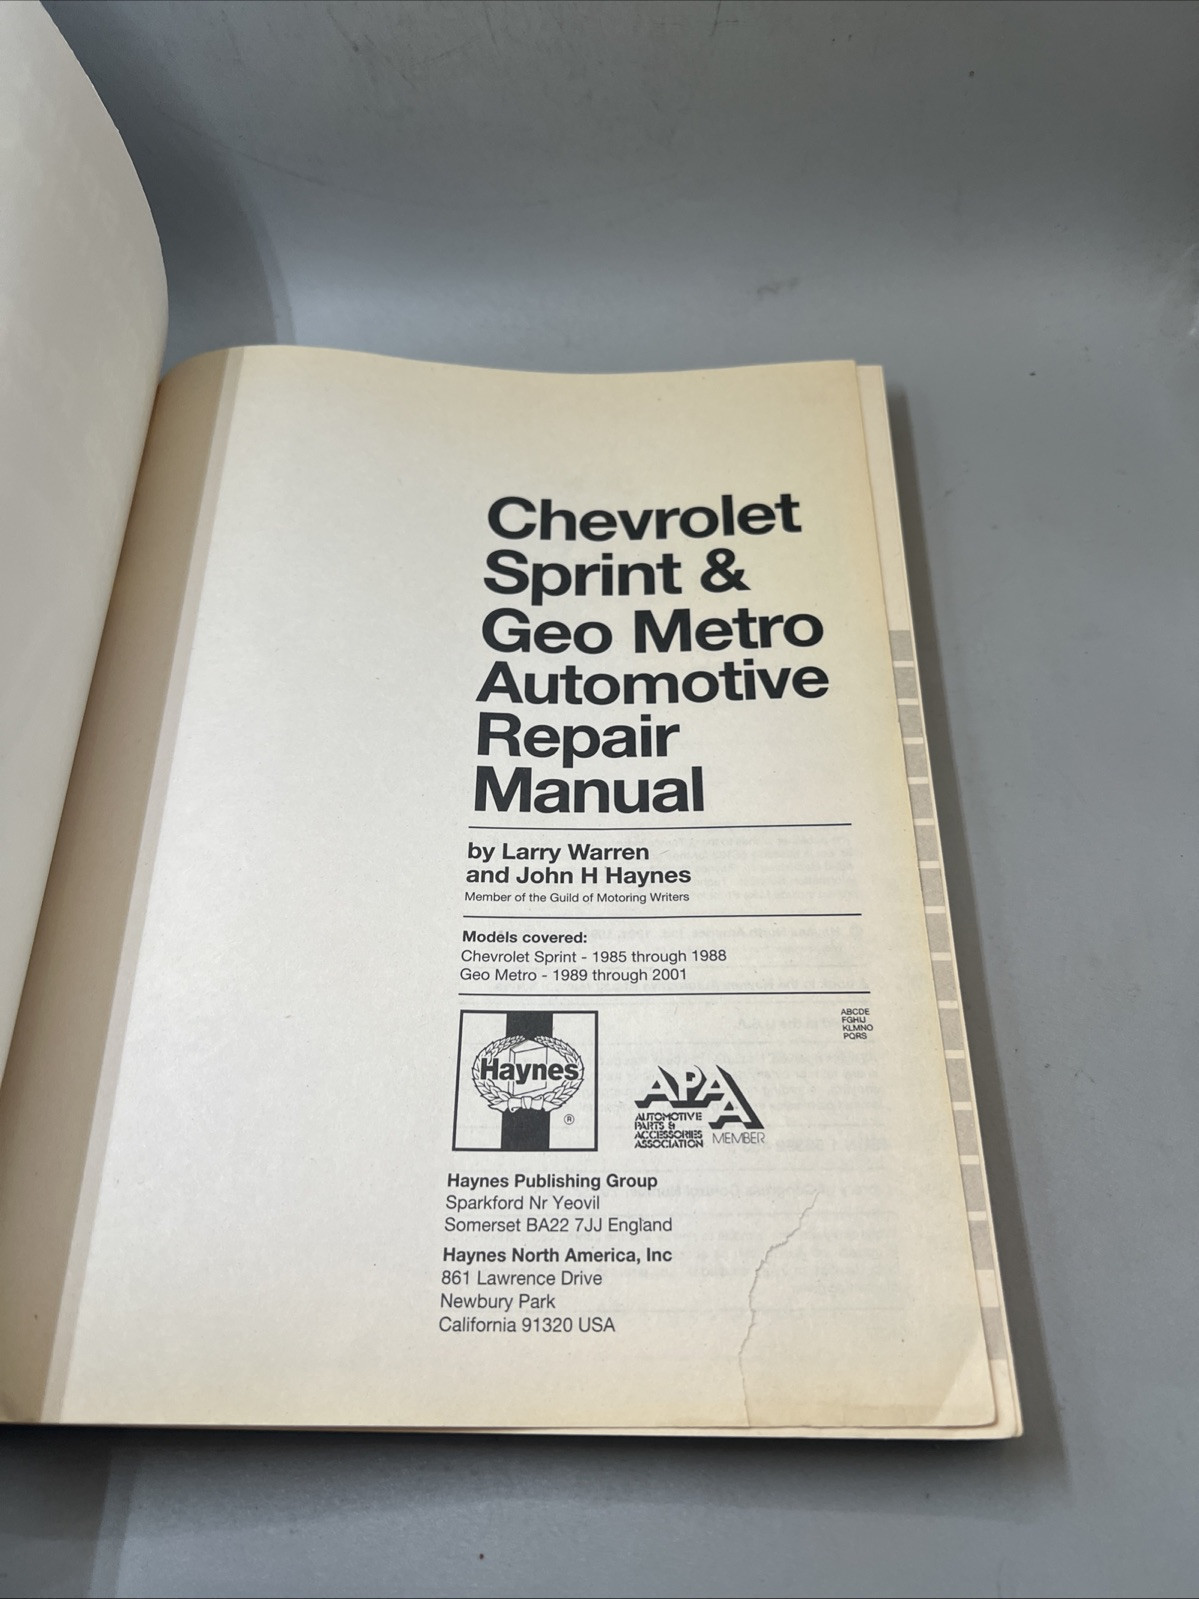 Chevrolet
Sprint &
Geo Metro
Automotive
Repair
Manual
by Larry Warren
and John H Haynes
Member of the Guild of Motoring Writers
Models covered:
Chevrolet Sprint - 1985 through 1988
Geo Metro - 1989 through 2001
ABCDE
FGHIJ
KLMNO
PQRS
Haynes
®
APAA
AUTOMOTIVE
PARTS &
ACCESSORIES
ASSOCIATION
MEMBER
Haynes Publishing Group
Sparkford Nr Yeovil
Somerset BA22 7JJ England
Haynes North America, Inc
861 Lawrence Drive
Newbury Park
California 91320 USA